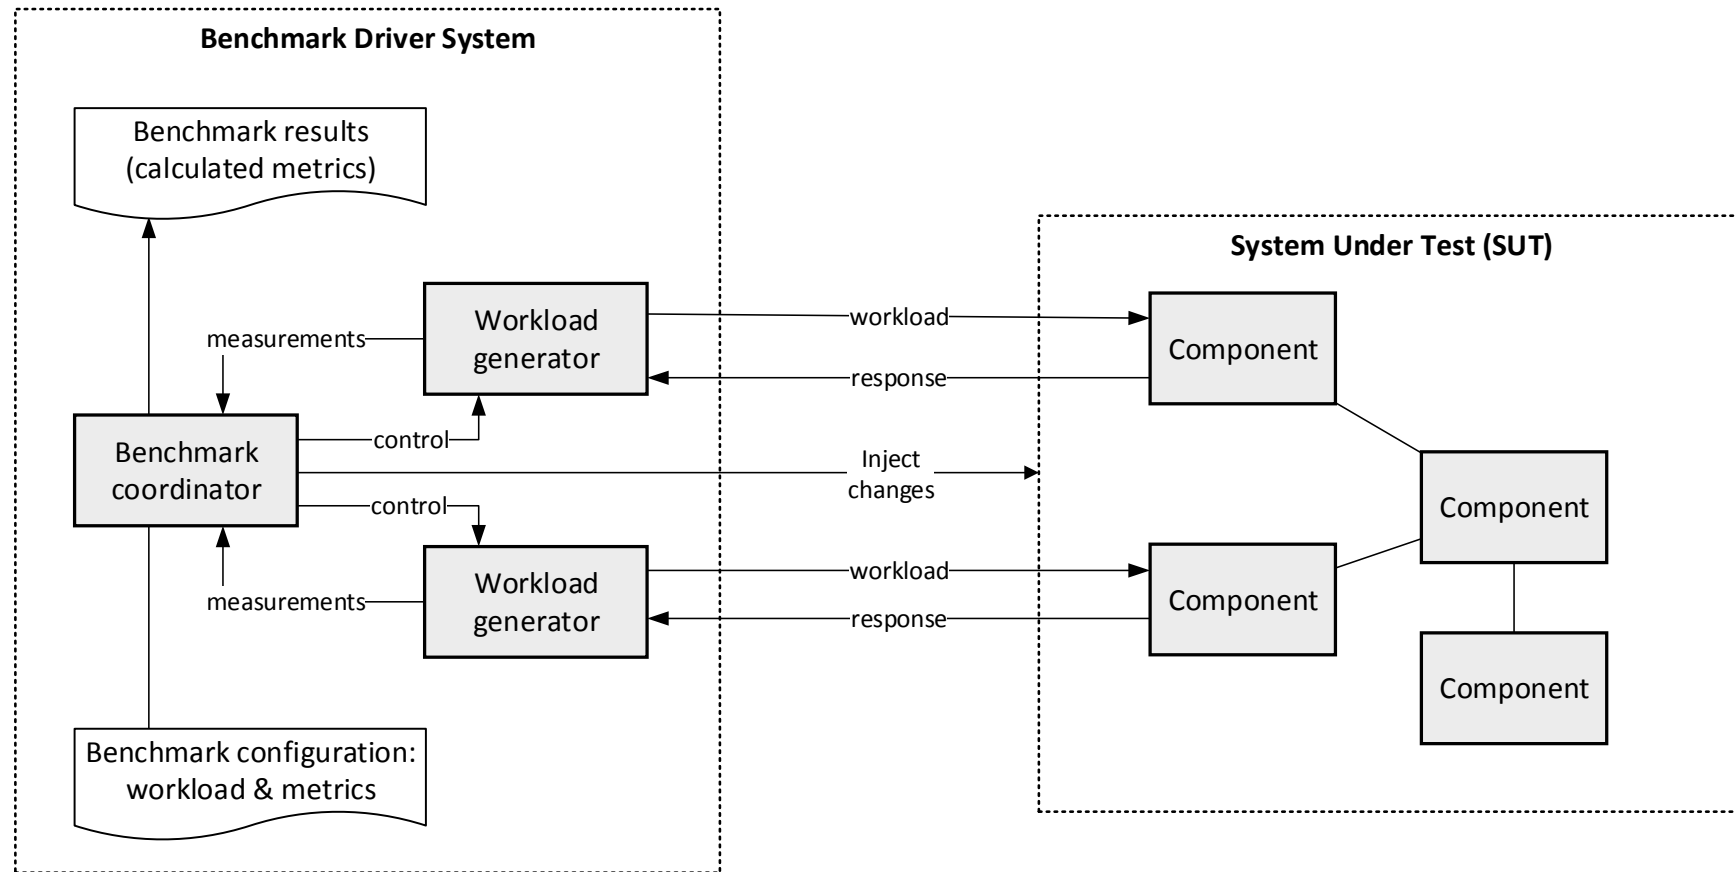 Benchmark Driver System
Benchmark results
(calculated metrics)
System Under Test (SUT)
Workload
generator
measurements
workload
Component
response
control
Benchmark
coordinator
Inject
changes
Component
control
Workload
generator
workload
Component
measurements
response
Component
Benchmark configuration:
workload & metrics